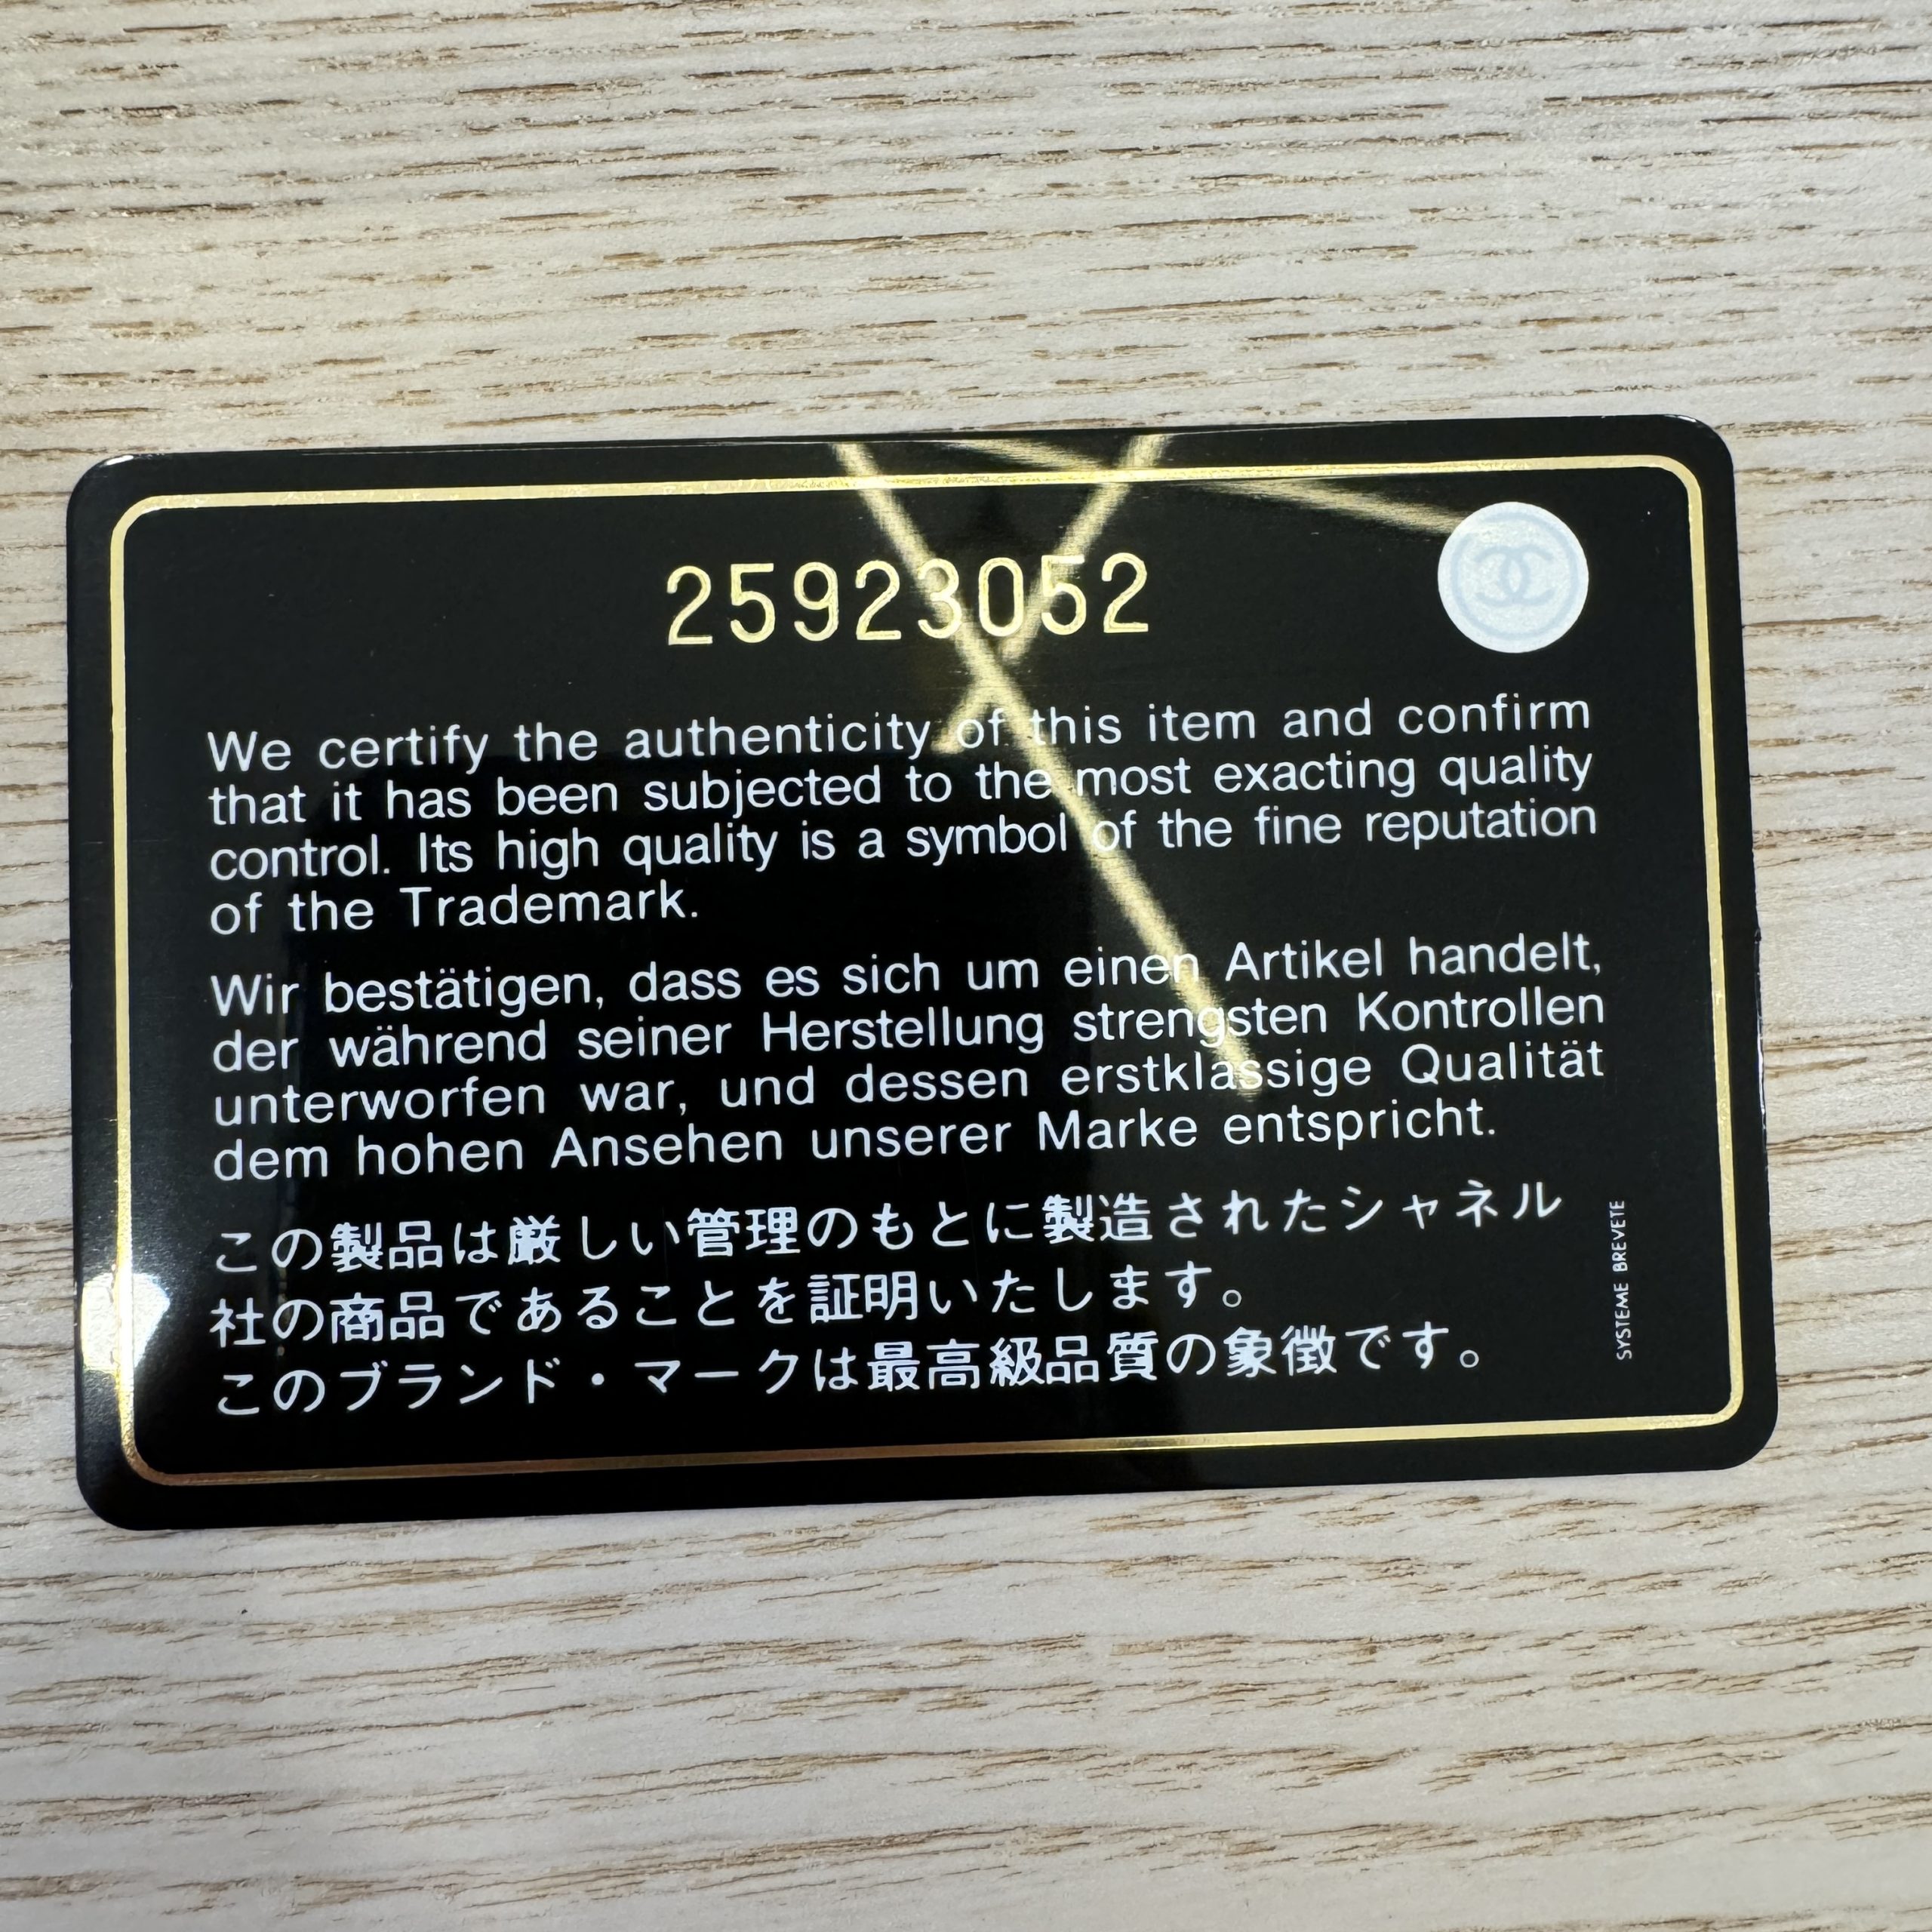 25923052
We certify the authenticity of this item and confirm
that it has been subjected to the most exacting quality
control. Its high quality is a symbol of the fine reputation
of the Trademark.
Wir bestätigen, dass es sich um einen Artikel handelt,
der während seiner Herstellung strengsten Kontrollen
unterworfen war, und dessen erstklassige Qualität
dem hohen Ansehen unserer Marke entspricht.
この製品は厳しい管理のもとに製造されたシャネル
社の商品であることを証明いたします。
このブランド・マークは最高級品質の象徴です。
SYSTEME BREVETE